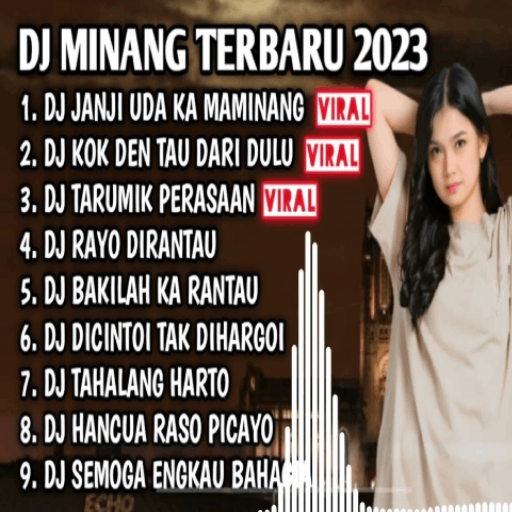 DJ MINANG TERBARU 2023
1. DJ JANJI UDA KA MAMINANG VIRAL
2. DJ KOK DEN TAU DARI DULU VIRAL
3. DJ TARUMIK PERASAAN VIRAL
4. DJ RAYO DIRANTAU
5. DJ BAKILAH KA RANTAU
6. DJ DICINTOI TAK DIHARGOI
7. DJ TAHALANG HARTO
8. DJ HANCUA RASO PICAYO
9. DJ SEMOGA ENGKAU BAHAGIA
ECHO